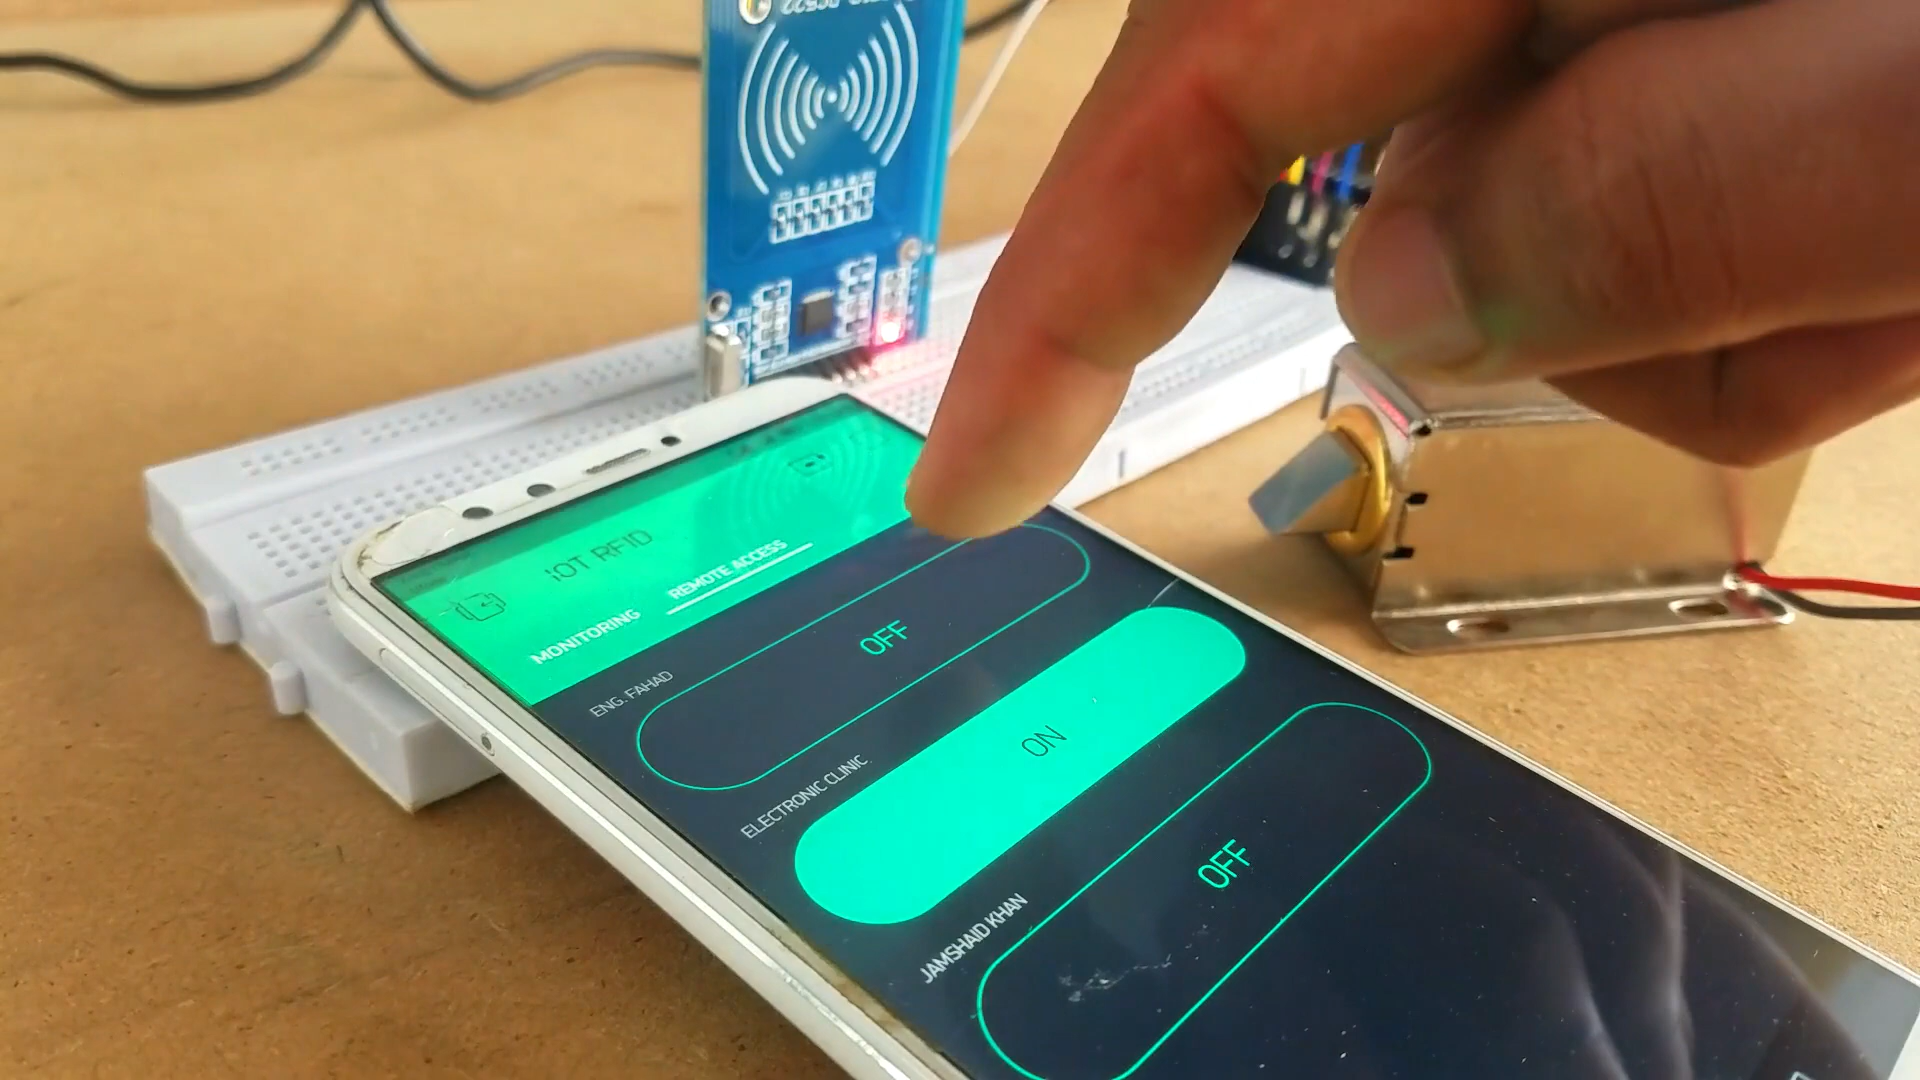 IOT RFID
MONITORING REMOTE ACCESS
ENG. FAHAD
OFF
ELECTRONIC CLINIC
ON
JAMSHAID KHAN
OFF